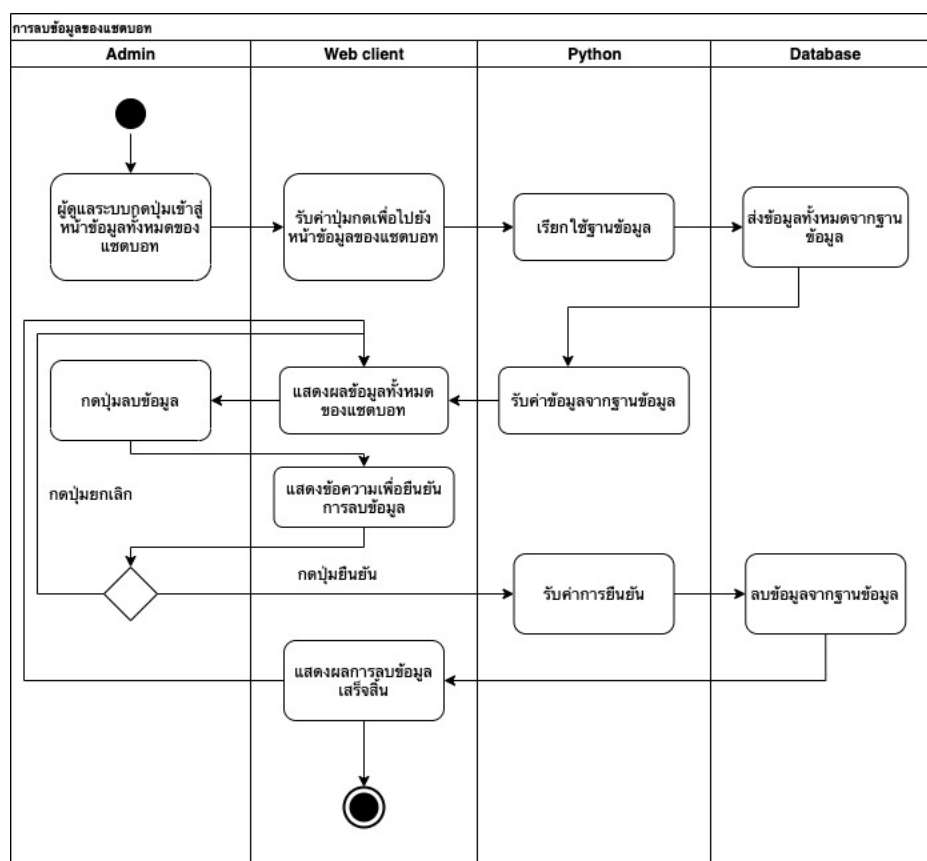 การลบข้อมูลของแชตบอท
Admin
Web client
Python
Database
ผู้ดูแลระบบกดปุ่มเข้าสู่
หน้าข้อมูลทั้งหมดของ
แชตบอท
รับค่าปุ่มกดเพื่อไปยัง
หน้าข้อมูลของแชตบอท
เรียกใช้ฐานข้อมูล
ส่งข้อมูลทั้งหมดจากฐาน
ข้อมูล
กดปุ่มลบข้อมูล
แสดงผลข้อมูลทั้งหมด
ของแชตบอท
รับค่าข้อมูลจากฐานข้อมูล
กดปุ่มยกเลิก
แสดงข้อความเพื่อยืนยัน
การลบข้อมูล
กดปุ่มยืนยัน
รับค่าการยืนยัน
ลบข้อมูลจากฐานข้อมูล
แสดงผลการลบข้อมูล
เสร็จสิ้น